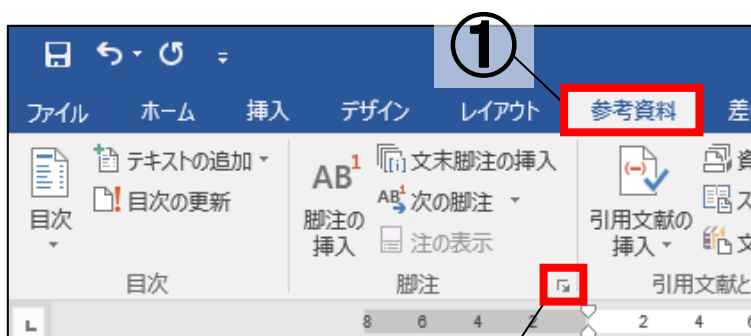 ①
ファイル ホーム 挿入 デザイン レイアウト 参考資料 差
目次
テキストの追加
目次の更新
目次
AB1
脚注の
挿入
文末脚注の挿入
AB1 次の脚注
注の表示
脚注
引用文献の
挿入
引用文献と
L
8 6 4 2 2 4